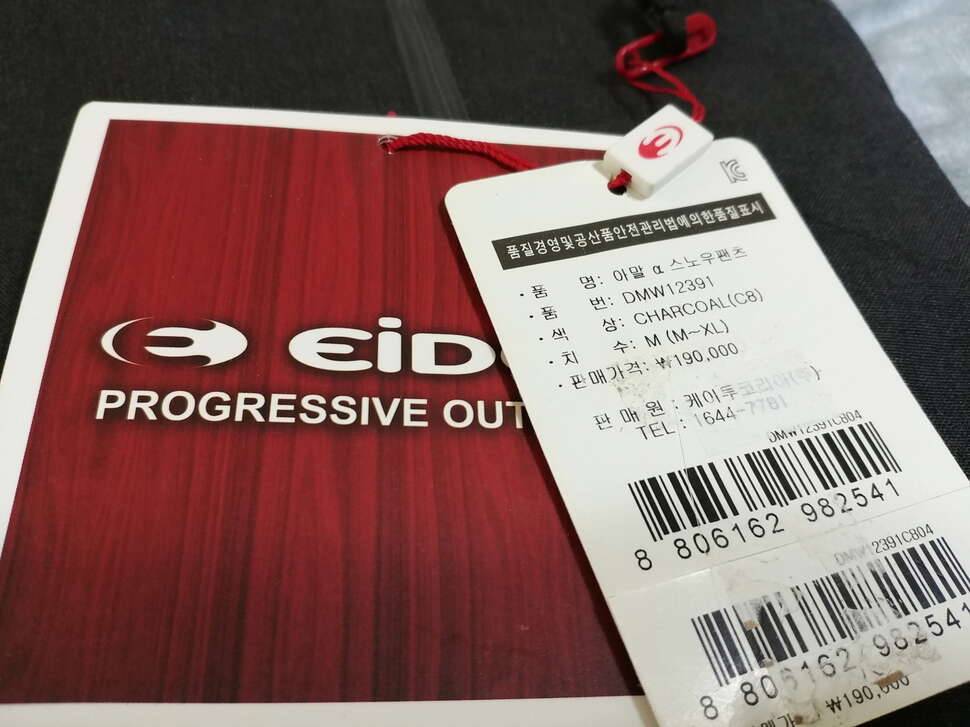 EiD
PROGRESSIVE OUT
품질경영및공산품안전관리법에의한품질표시
· 품 명: 아말 α 스노우팬츠
· 품 번: DMW12391
· 색 상: CHARCOAL(C8)
· 치 수: M (M~XL)
· 판매가격: ₩190,000
판 매 원 : 케이투코리아(주)
TEL : 1644-7781
DMW12391C804
8 806162 982541
DMW12391C804
8 806162 982541
₩190,000